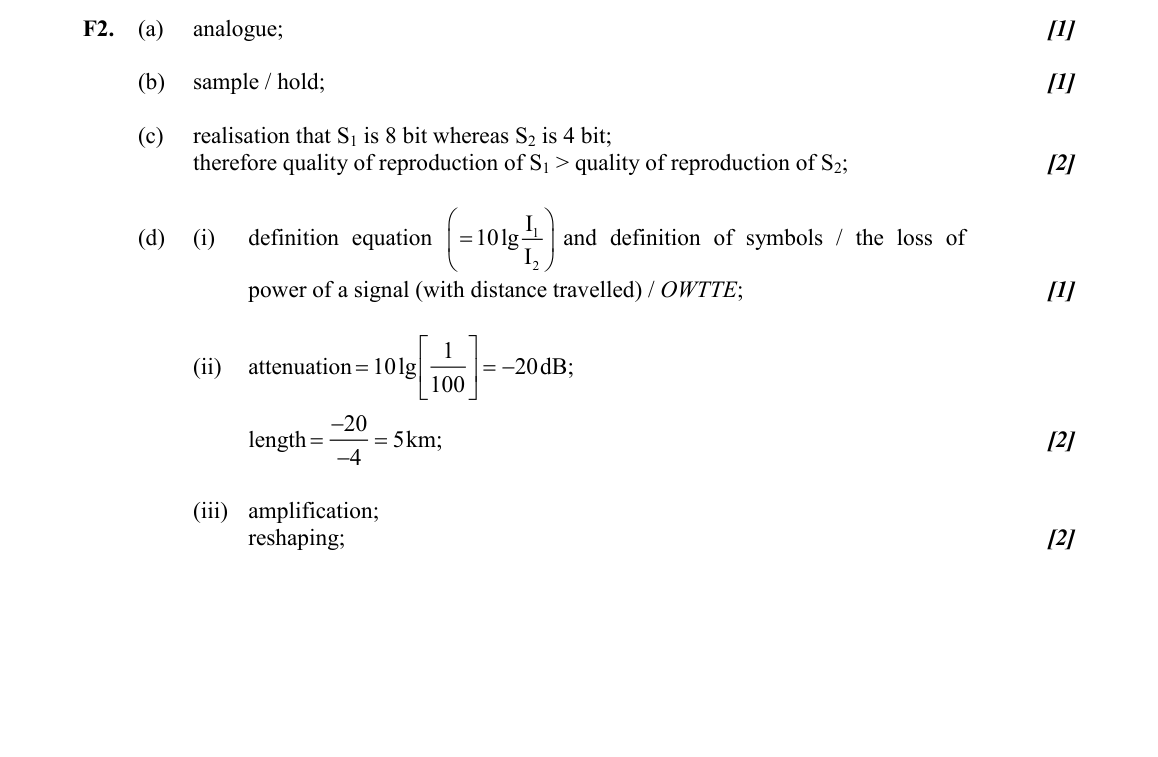 F2. (a) analogue; [1]
(b) sample / hold; [1]
(c) realisation that S₁ is 8 bit whereas S₂ is 4 bit;
therefore quality of reproduction of S₁ > quality of reproduction of S₂; [2]
(d) (i) definition equation (= 10 lg I₁/I₂) and definition of symbols / the loss of
power of a signal (with distance travelled) / OWTTE; [1]
(ii) attenuation = 10 lg[1/100] = −20 dB;
length = −20/−4 = 5 km; [2]
(iii) amplification;
reshaping; [2]